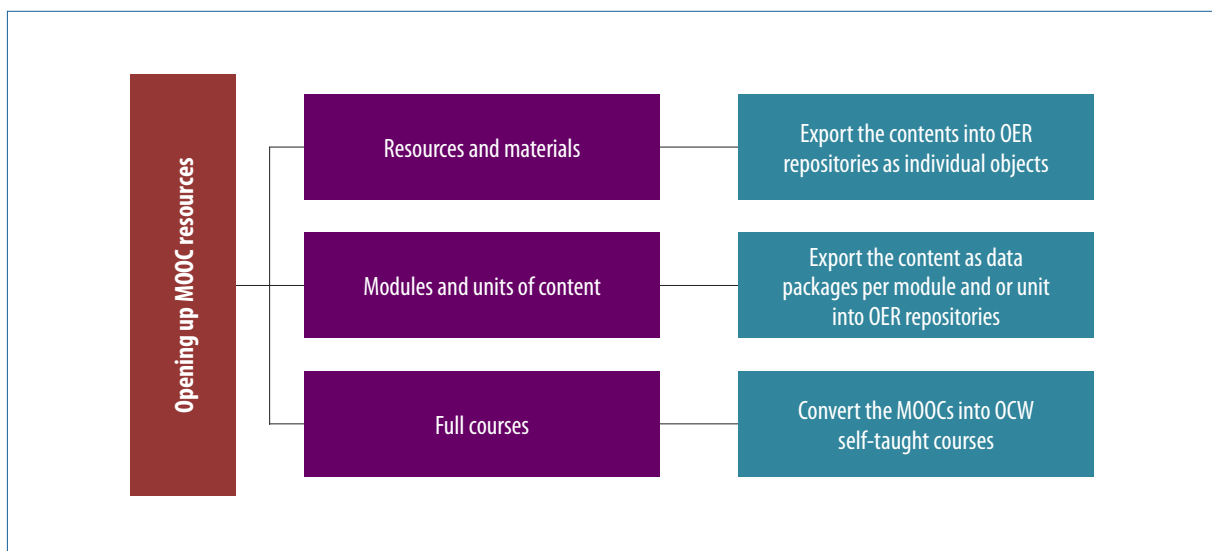 Opening up MOOC resources
Resources and materials
Export the contents into OER
repositories as individual objects
Modules and units of content
Export the content as data
packages per module and or unit
into OER repositories
Full courses
Convert the MOOCs into OCW
self-taught courses